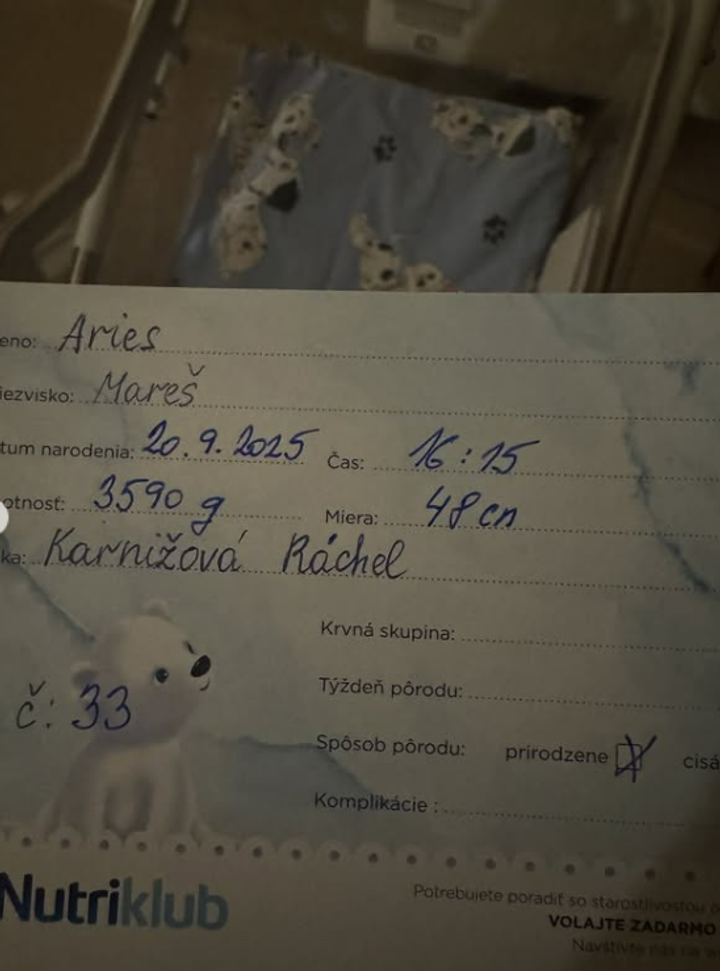 eno: Aries
iezvisko: Mareš
tum narodenia: 20.9.2025 Čas: 16:15
otnosť: 3590 g Miera: 48 cm
ka: Karnižová Ráchel
Krvná skupina:
Týždeň pôrodu:
č: 33
Spôsob pôrodu: prirodzene cisá
Komplikácie :
Nutriklub
Potrebujete poradiť so starostlivosťou
VOLAJTE ZADARMO
Navštívte nás na